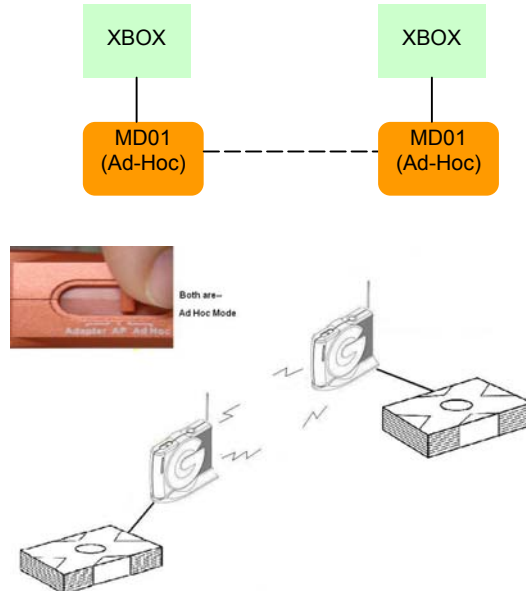 XBOX
XBOX
MD01
(Ad-Hoc)
MD01
(Ad-Hoc)
Both are--
Ad Hoc Mode
Adapter AP Ad Hoc